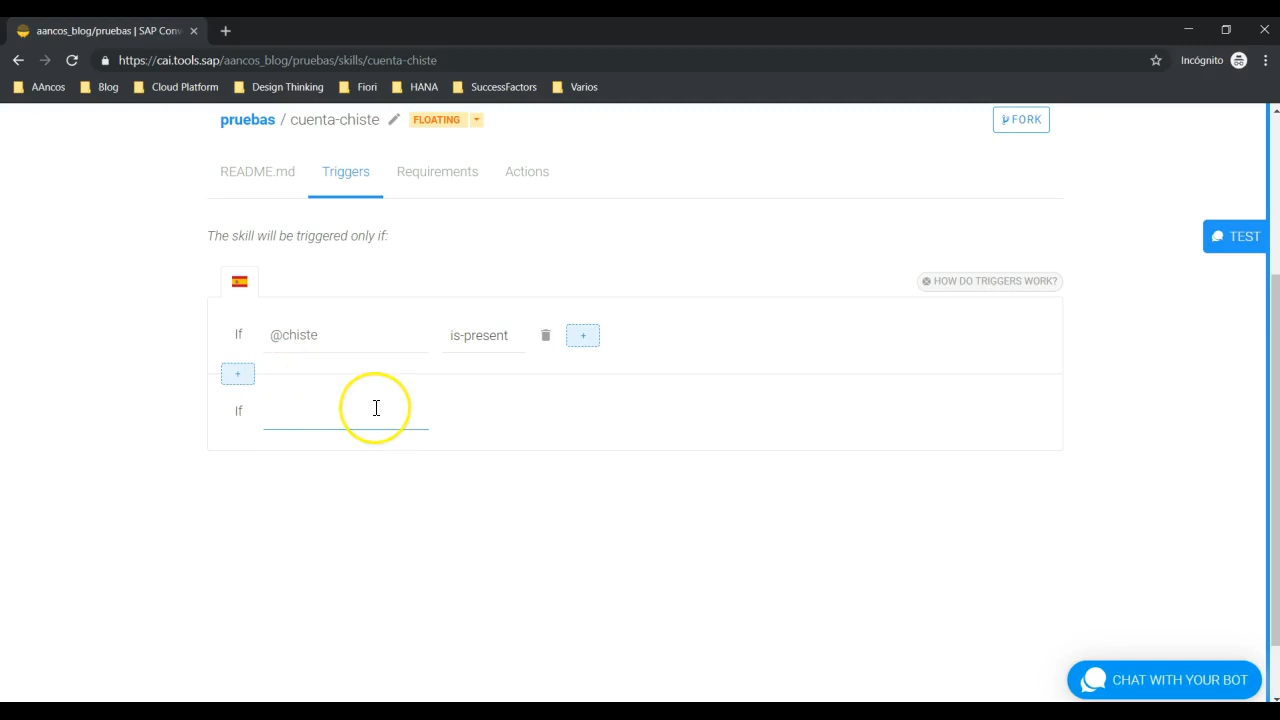 aancos_blog/pruebas | SAP Conv
https://cai.tools.sap/aancos_blog/pruebas/skills/cuenta-chiste
Incógnito
AAncos Blog Cloud Platform Design Thinking Fiori HANA SuccessFactors Varios
pruebas / cuenta-chiste FLOATING
FORK
README.md Triggers Requirements Actions
The skill will be triggered only if:
TEST
HOW DO TRIGGERS WORK?
If @chiste is-present +
+
If
CHAT WITH YOUR BOT